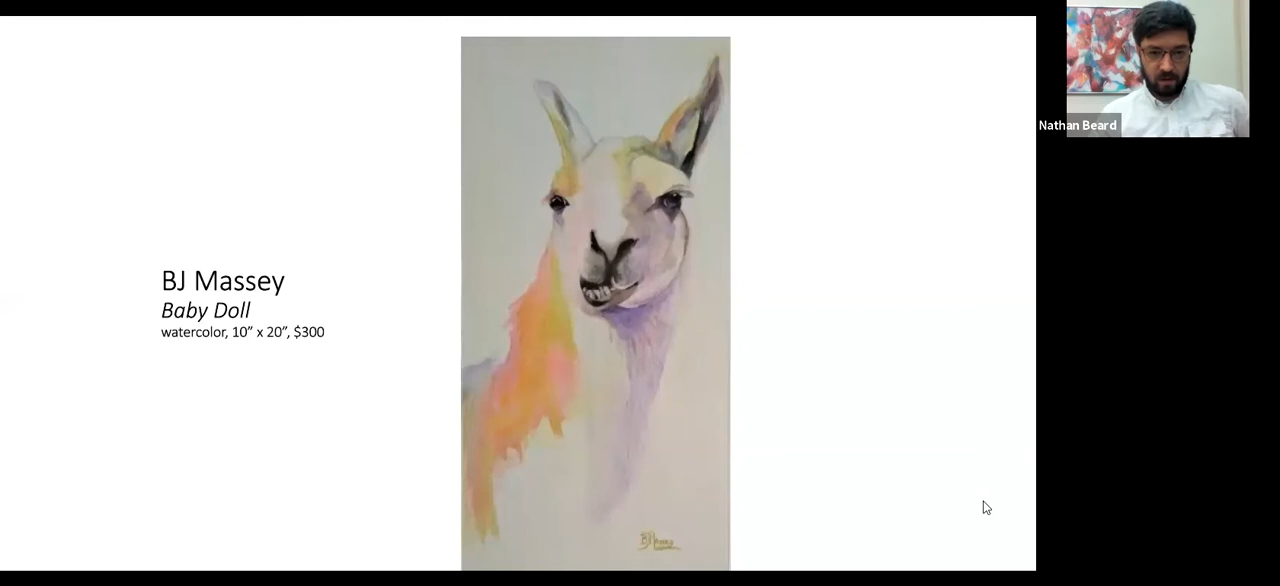 BJ Massey
Baby Doll
watercolor, 10” x 20”, $300
Nathan Beard